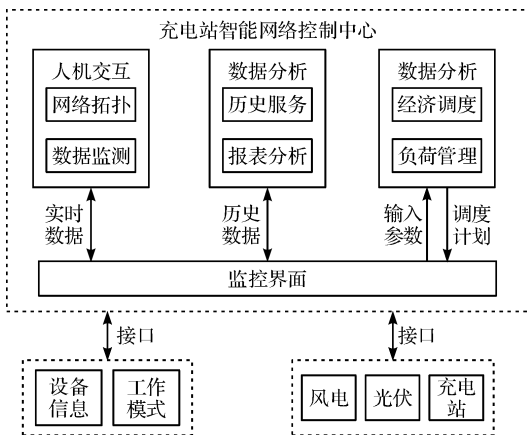 充电站智能网络控制中心
人机交互
网络拓扑
数据监测
数据分析
历史服务
报表分析
数据分析
经济调度
负荷管理
实时
数据
历史
数据
输入
参数
调度
计划
监控界面
接口
接口
设备
信息
工作
模式
风电
光伏
充电
站